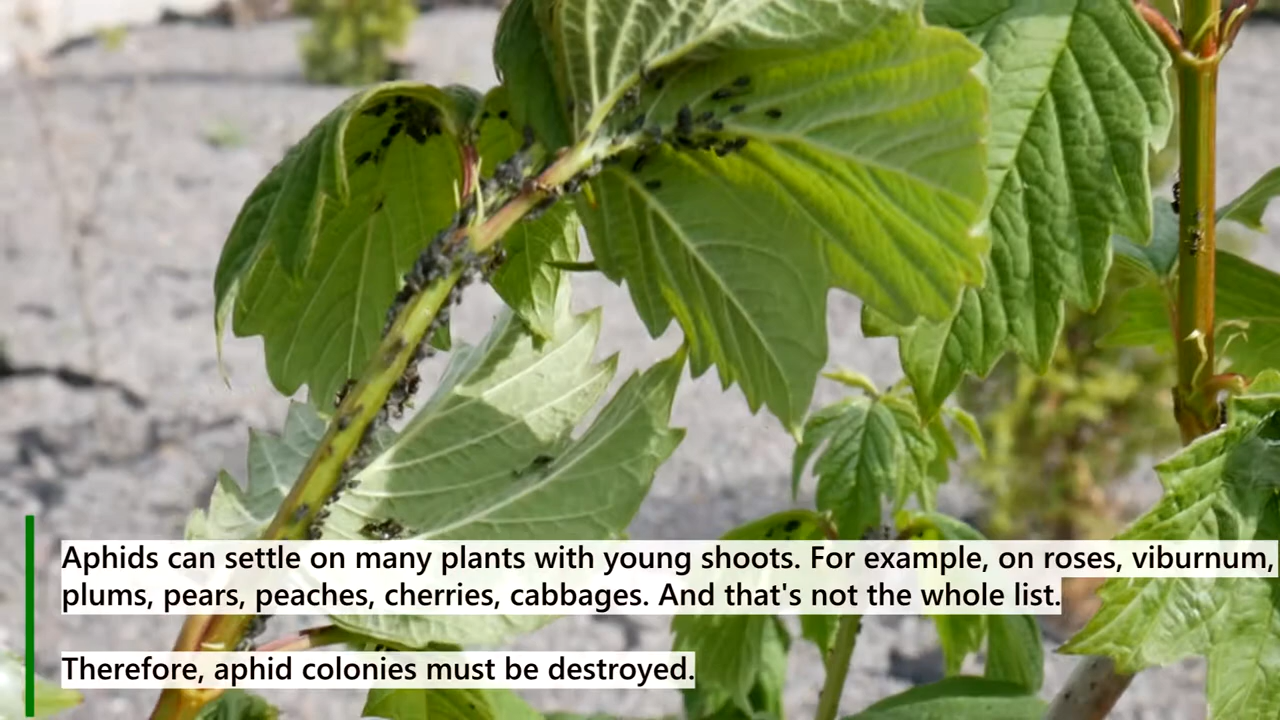 Aphids can settle on many plants with young shoots. For example, on roses, viburnum,
plums, pears, peaches, cherries, cabbages. And that's not the whole list.
Therefore, aphid colonies must be destroyed.